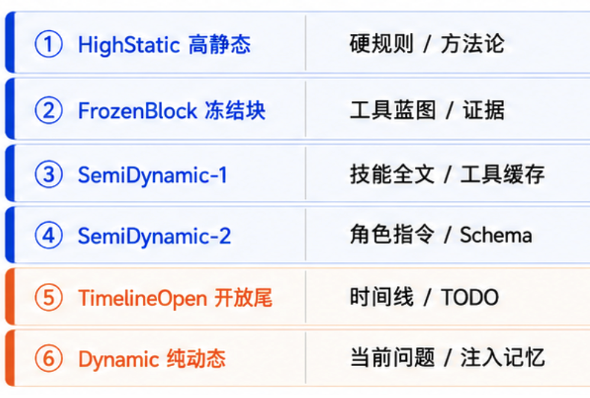 ① HighStatic 高静态 硬规则 / 方法论
② FrozenBlock 冻结块 工具蓝图 / 证据
③ SemiDynamic-1 技能全文 / 工具缓存
④ SemiDynamic-2 角色指令 / Schema
⑤ TimelineOpen 开放尾 时间线 / TODO
⑥ Dynamic 纯动态 当前问题 / 注入记忆